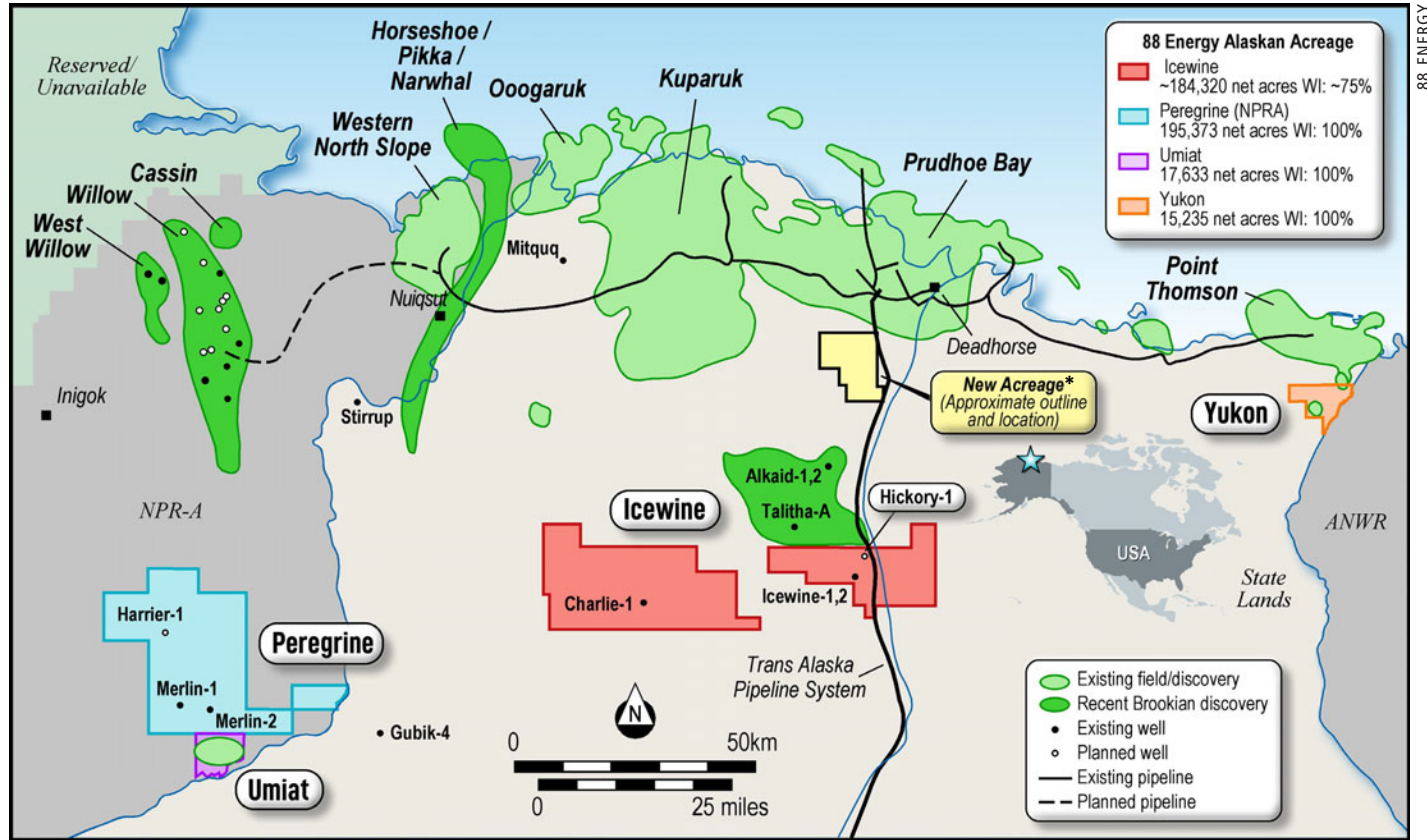 88 ENERGY
Reserved/
Unavailable
Horseshoe /
Pikka /
Narwhal
Ooogaruk
Kuparuk
Western
North Slope
Prudhoe Bay
Cassin
Willow
West
Willow
Mitquq
Nuiqsut
Deadhorse
Point
Thomson
Inigok
Stirrup
New Acreage*
(Approximate outline
and location)
Yukon
NPR-A
Alkaid-1,2
Talitha-A
Hickory-1
Icewine
Charlie-1
Icewine-1,2
USA
ANWR
State
Lands
Harrier-1
Peregrine
Merlin-1
Merlin-2
Gubik-4
Umiat
Trans Alaska
Pipeline System
N
0 50km
0 25 miles
88 Energy Alaskan Acreage
Icewine
~184,320 net acres WI: ~75%
Peregrine (NPRA)
195,373 net acres WI: 100%
Umiat
17,633 net acres WI: 100%
Yukon
15,235 net acres WI: 100%
Existing field/discovery
Recent Brookian discovery
Existing well
Planned well
Existing pipeline
Planned pipeline